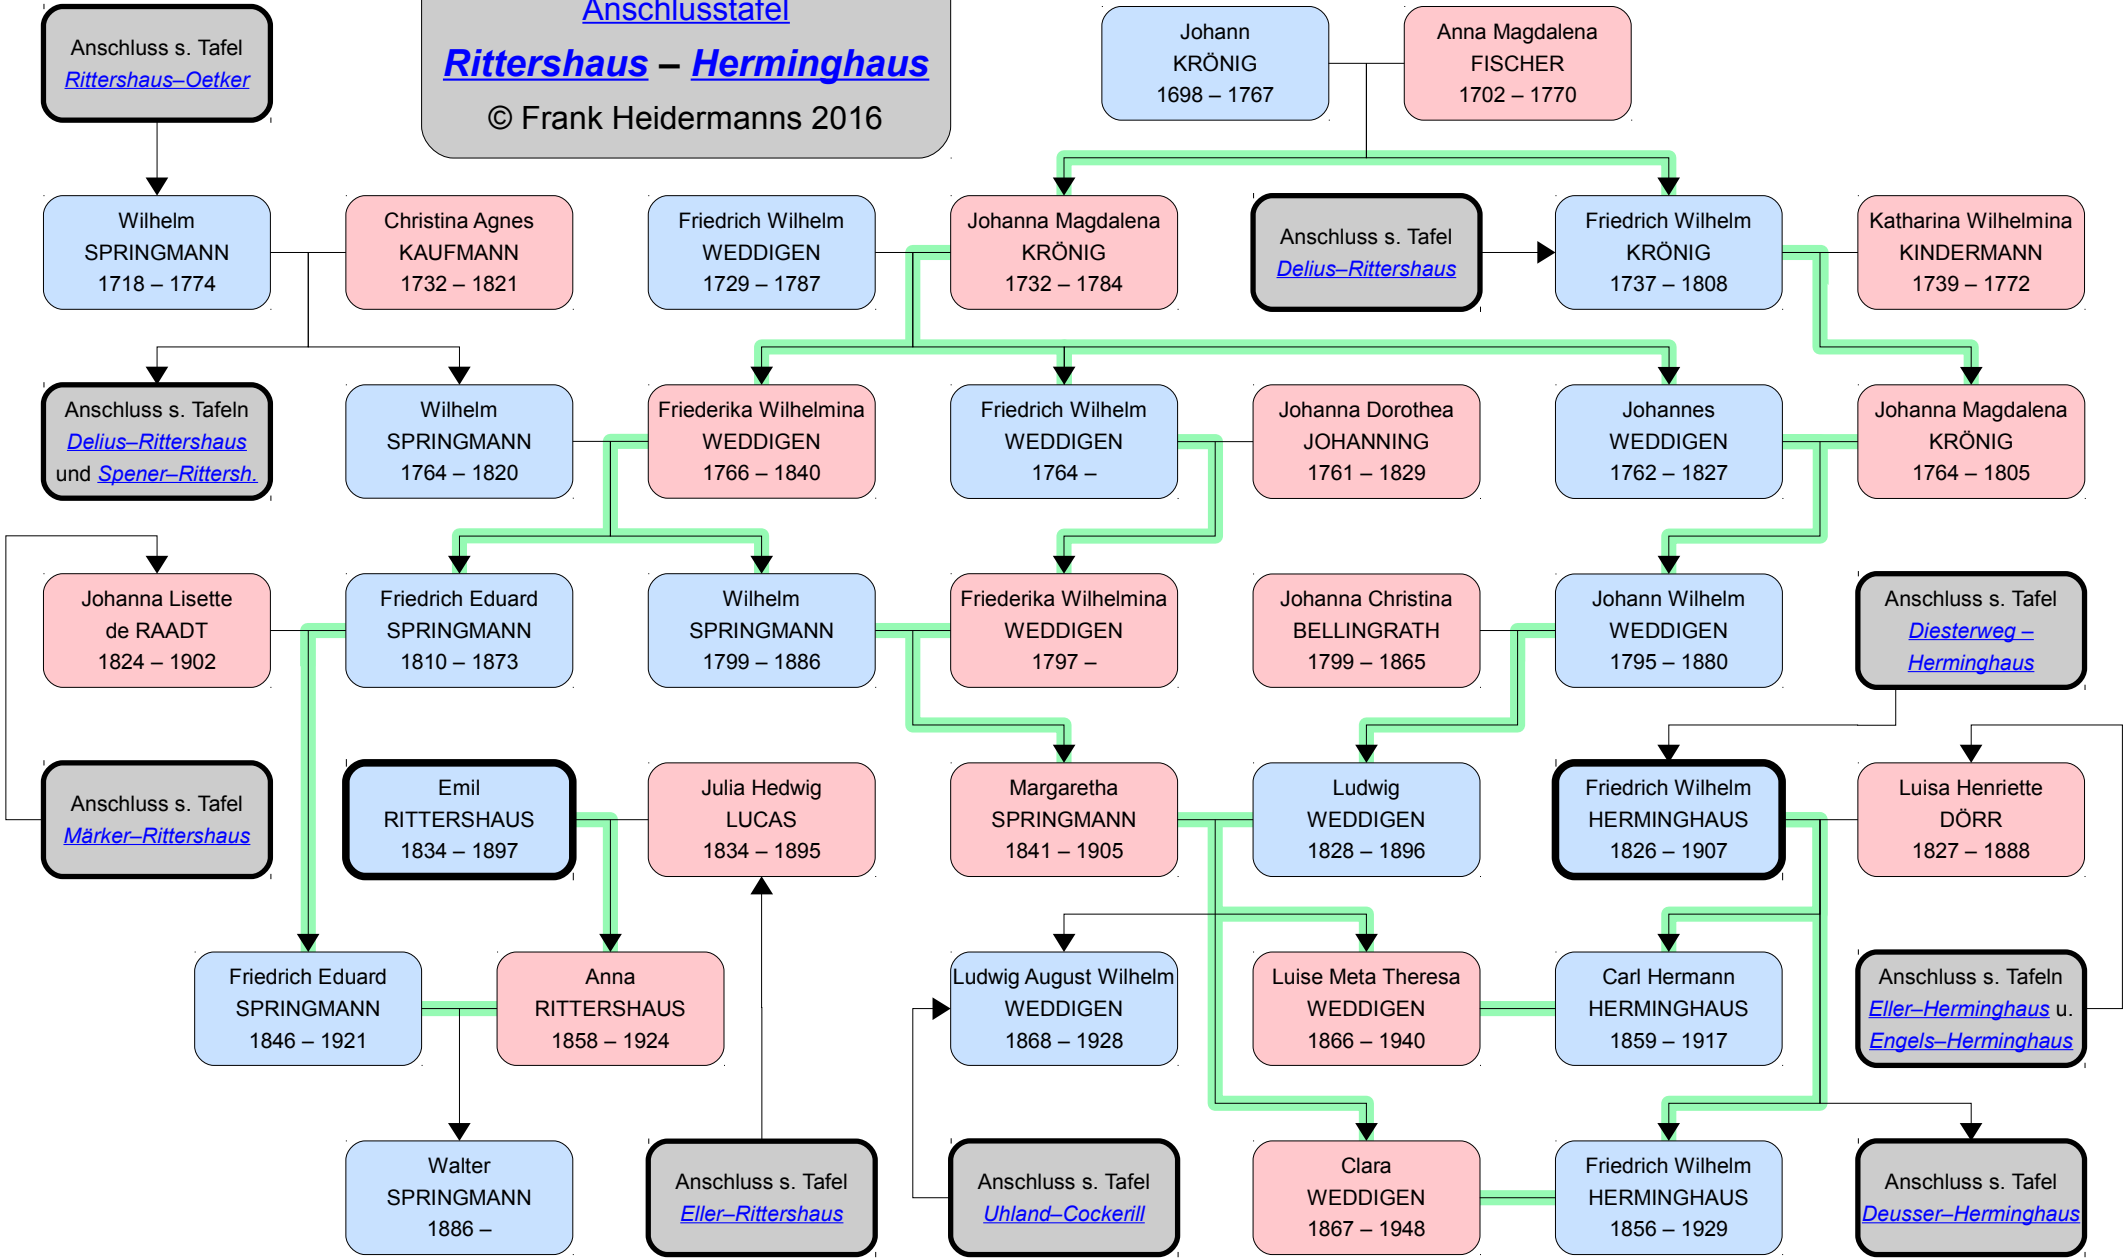 Anschluss s. Tafel
Rittershaus–Oetker
Anschlusstafel
Rittershaus – Herminghaus
© Frank Heidermanns 2016
Johann
KRÖNIG
1698 – 1767
Anna Magdalena
FISCHER
1702 – 1770
Wilhelm
SPRINGMANN
1718 – 1774
Christina Agnes
KAUFMANN
1732 – 1821
Friedrich Wilhelm
WEDDIGEN
1729 – 1787
Johanna Magdalena
KRÖNIG
1732 – 1784
Anschluss s. Tafel
Delius–Rittershaus
Friedrich Wilhelm
KRÖNIG
1737 – 1808
Katharina Wilhelmina
KINDERMANN
1739 – 1772
Anschluss s. Tafeln
Delius–Rittershaus
und Spener–Rittersh.
Wilhelm
SPRINGMANN
1764 – 1820
Friederika Wilhelmina
WEDDIGEN
1766 – 1840
Friedrich Wilhelm
WEDDIGEN
1764 –
Johanna Dorothea
JOHANNING
1761 – 1829
Johannes
WEDDIGEN
1762 – 1827
Johanna Magdalena
KRÖNIG
1764 – 1805
Johanna Lisette
de RAADT
1824 – 1902
Friedrich Eduard
SPRINGMANN
1810 – 1873
Wilhelm
SPRINGMANN
1799 – 1886
Friederika Wilhelmina
WEDDIGEN
1797 –
Johanna Christina
BELLINGRATH
1799 – 1865
Johann Wilhelm
WEDDIGEN
1795 – 1880
Anschluss s. Tafel
Diesterweg –
Herminghaus
Anschluss s. Tafel
Märker–Rittershaus
Emil
RITTERSHAUS
1834 – 1897
Julia Hedwig
LUCAS
1834 – 1895
Margaretha
SPRINGMANN
1841 – 1905
Ludwig
WEDDIGEN
1828 – 1896
Friedrich Wilhelm
HERMINGHAUS
1826 – 1907
Luisa Henriette
DÖRR
1827 – 1888
Friedrich Eduard
SPRINGMANN
1846 – 1921
Anna
RITTERSHAUS
1858 – 1924
Ludwig August Wilhelm
WEDDIGEN
1868 – 1928
Luise Meta Theresa
WEDDIGEN
1866 – 1940
Carl Hermann
HERMINGHAUS
1859 – 1917
Anschluss s. Tafeln
Eller–Herminghaus u.
Engels–Herminghaus
Walter
SPRINGMANN
1886 –
Anschluss s. Tafel
Eller–Rittershaus
Anschluss s. Tafel
Uhland–Cockerill
Clara
WEDDIGEN
1867 – 1948
Friedrich Wilhelm
HERMINGHAUS
1856 – 1929
Anschluss s. Tafel
Deusser–Herminghaus